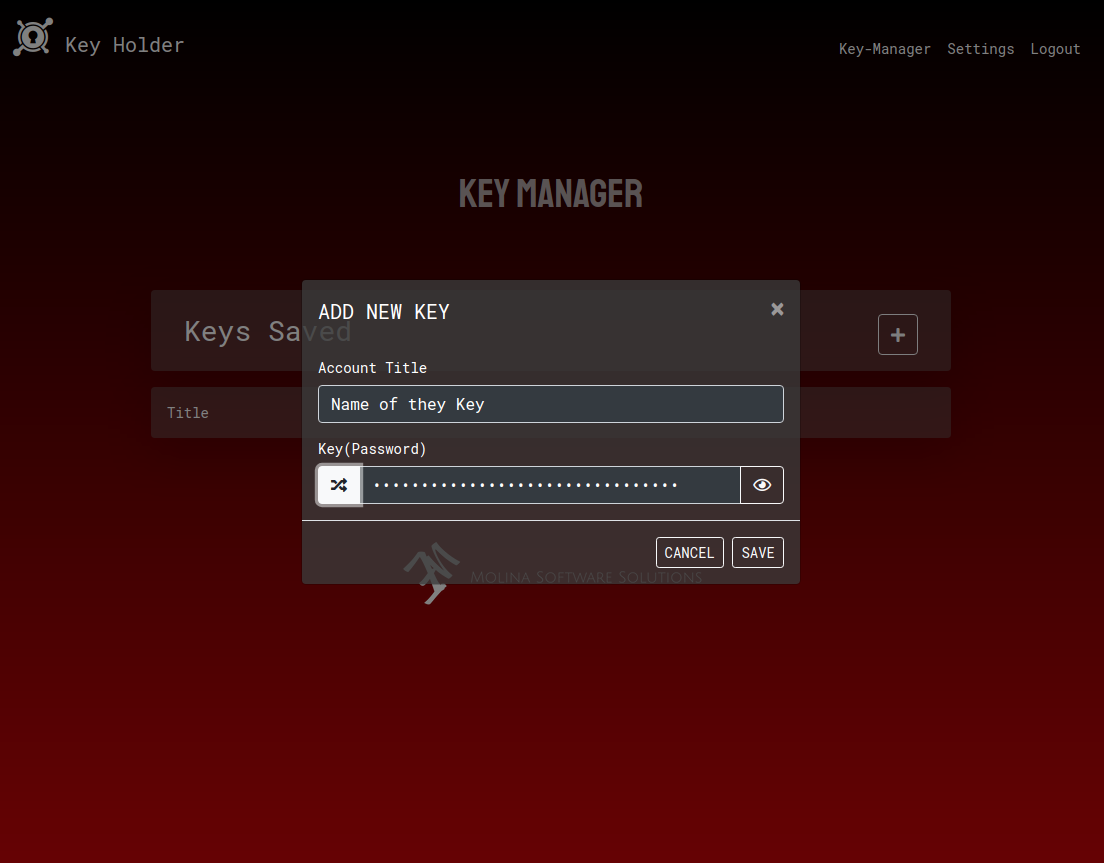 Key Holder
Key-Manager Settings Logout
KEY MANAGER
Keys Saved
ADD NEW KEY
×
+
Account Title
Name of they Key
Title
Key(Password)
••••••••••••••••••••••••••••••••
CANCEL SAVE
MOLINA SOFTWARE SOLUTIONS